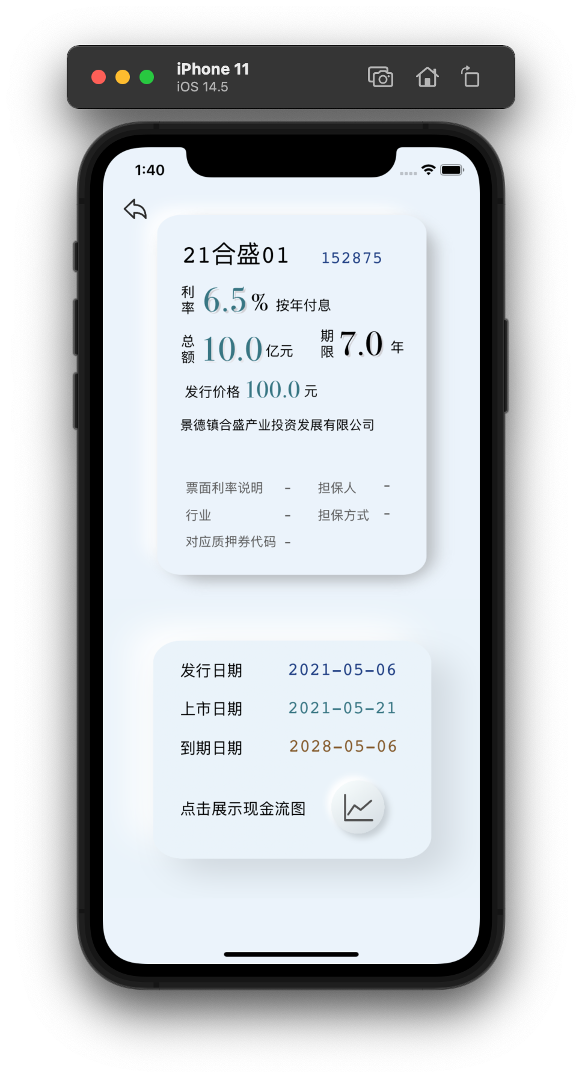 iPhone 11
iOS 14.5
1:40
21合盛01 152875
利率 6.5% 按年付息
总额 10.0亿元 期限 7.0 年
发行价格 100.0 元
景德镇合盛产业投资发展有限公司
票面利率说明 - 担保人 -
行业 - 担保方式 -
对应质押券代码 -
发行日期 2021-05-06
上市日期 2021-05-21
到期日期 2028-05-06
点击展示现金流图